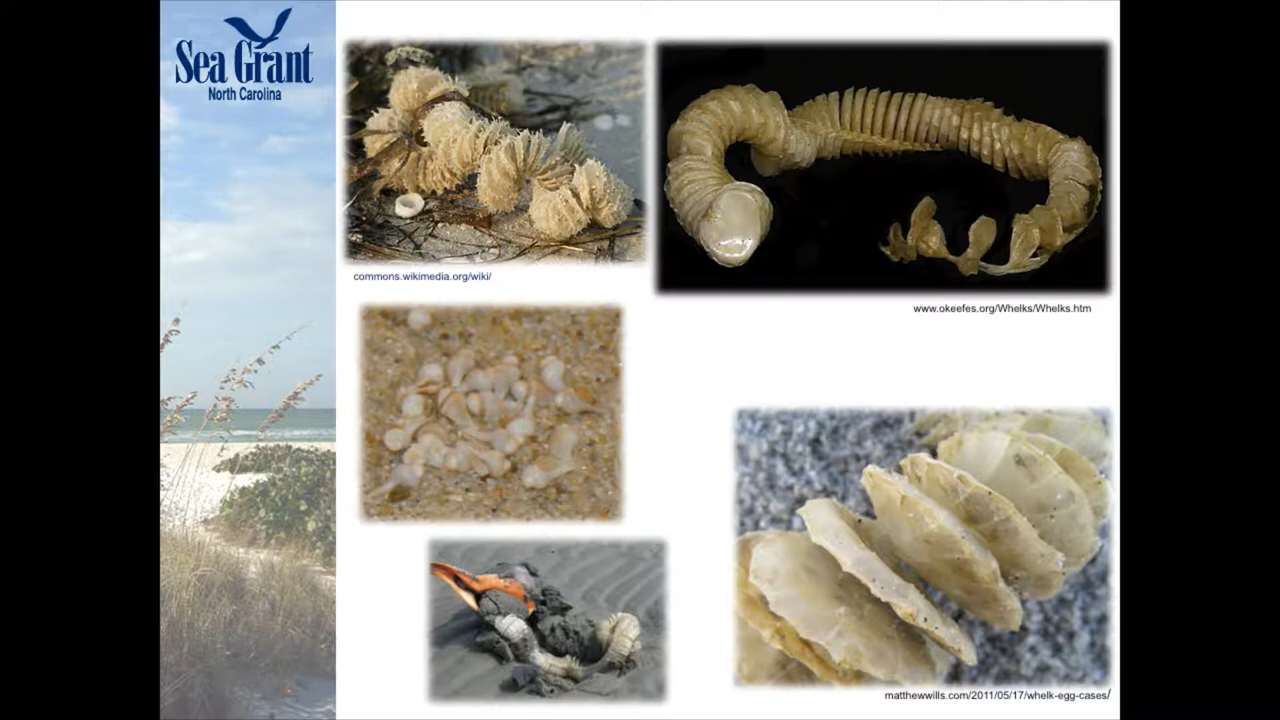 Sea Grant
North Carolina
commons.wikimedia.org/wiki/
www.okeefes.org/Whelks/Whelks.htm
matthewwills.com/2011/05/17/whelk-egg-cases/